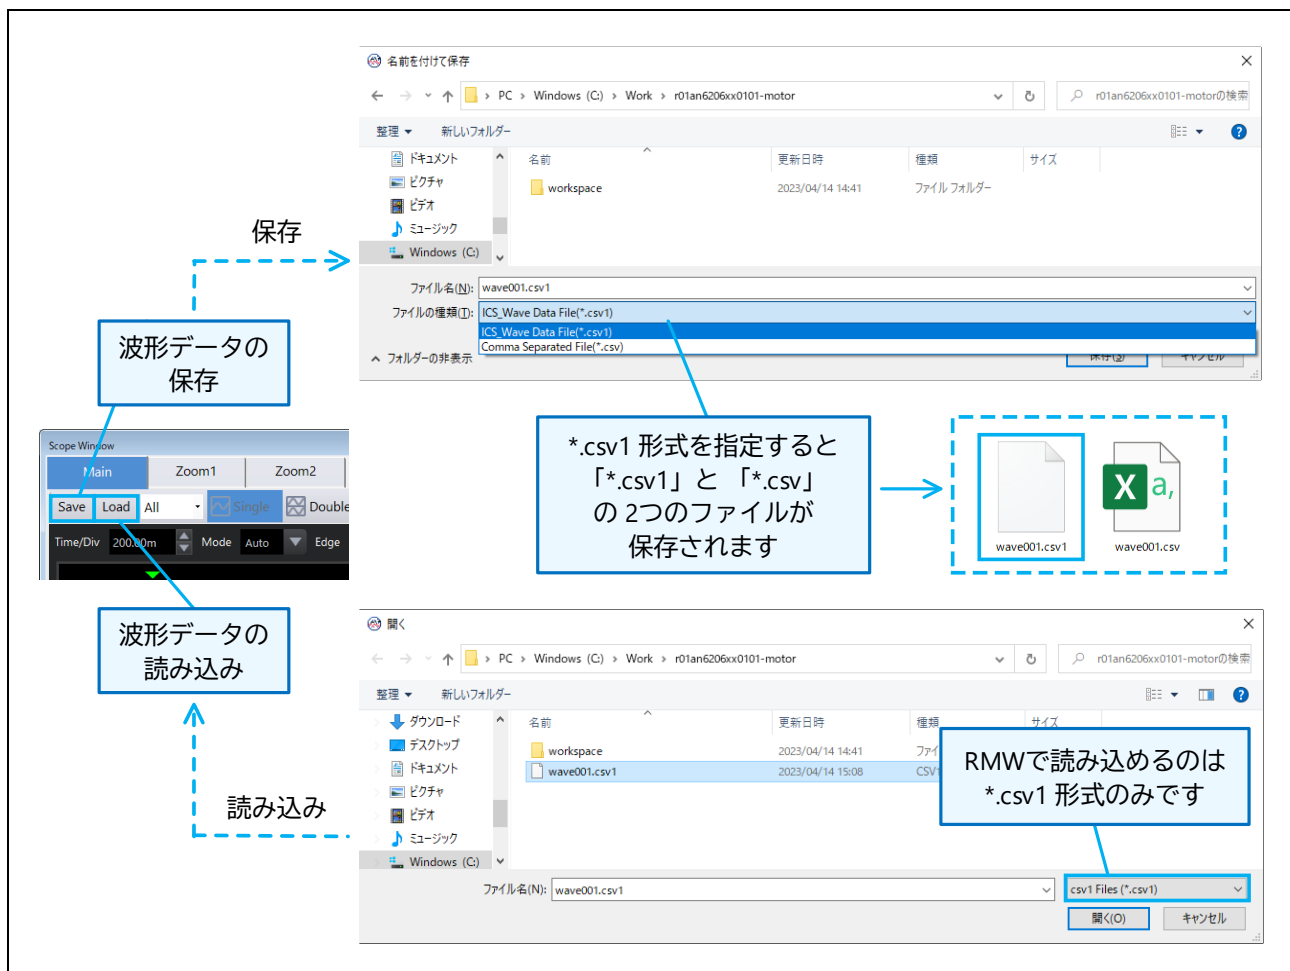 名前を付けて保存
PC › Windows (C:) › Work › r01an6206xx0101-motor
r01an6206xx0101-motorの検索
整理
新しいフォルダー
ドキュメント
ピクチャ
ビデオ
ミュージック
Windows (C:)
名前
更新日時
種類
サイズ
workspace
2023/04/14 14:41
ファイル フォルダー
ファイル名(N):
wave001.csv1
ファイルの種類(T):
ICS_Wave Data File(*.csv1)
ICS_Wave Data File(*.csv1)
Comma Separated File(*.csv)
フォルダーの非表示
保存(S)
キャンセル
保存
波形データの
保存
Scope Window
Main
Zoom1
Zoom2
Save
Load
All
Single
Double
Time/Div
200.00m
Mode
Auto
Edge
*.csv1 形式を指定すると
「*.csv1」と 「*.csv」
の 2つのファイルが
保存されます
X
a,
wave001.csv1
wave001.csv
波形データの
読み込み
読み込み
開く
PC › Windows (C:) › Work › r01an6206xx0101-motor
r01an6206xx0101-motorの検索
整理
新しいフォルダー
ダウンロード
デスクトップ
ドキュメント
ピクチャ
ビデオ
ミュージック
Windows (C:)
名前
更新日時
種類
サイズ
workspace
2023/04/14 14:41
wave001.csv1
2023/04/14 15:08
CSV1
RMWで読み込めるのは
*.csv1 形式のみです
ファイル名(N):
wave001.csv1
csv1 Files (*.csv1)
開く(O)
キャンセル